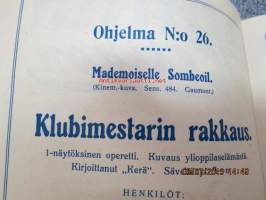 Ohjelma N:o 26.
Mademoiselle Sombeoil.
(Kinem.-kuva. Sens. 484. Gaumont.)
Klubimestarin rakkaus.
1-näytöksinen operetti. Kuvaus ylioppilaselämästä.
Kirjoittanut „Kerä".
HENKILÖT: